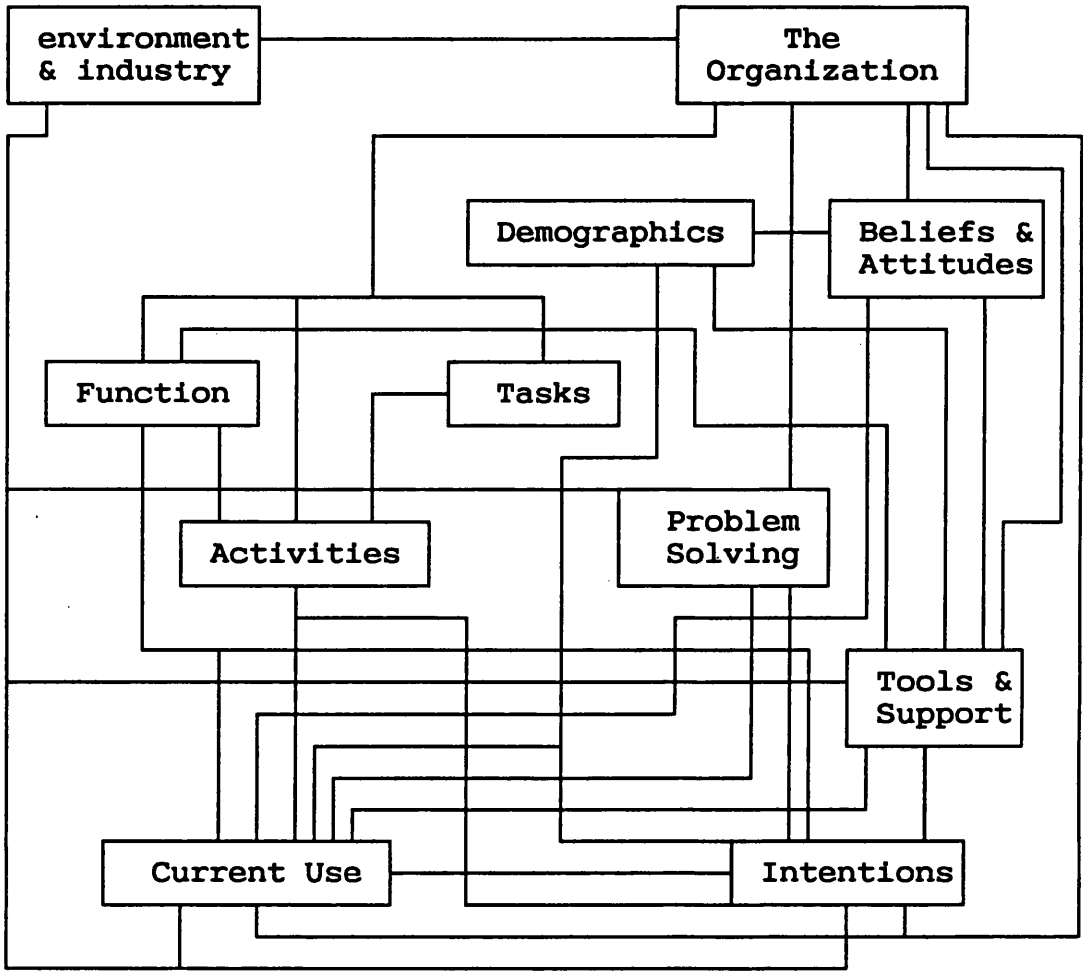 environment
& industry
The
Organization
Demographics
Beliefs &
Attitudes
Function
Tasks
Activities
Problem
Solving
Tools &
Support
Current Use
Intentions